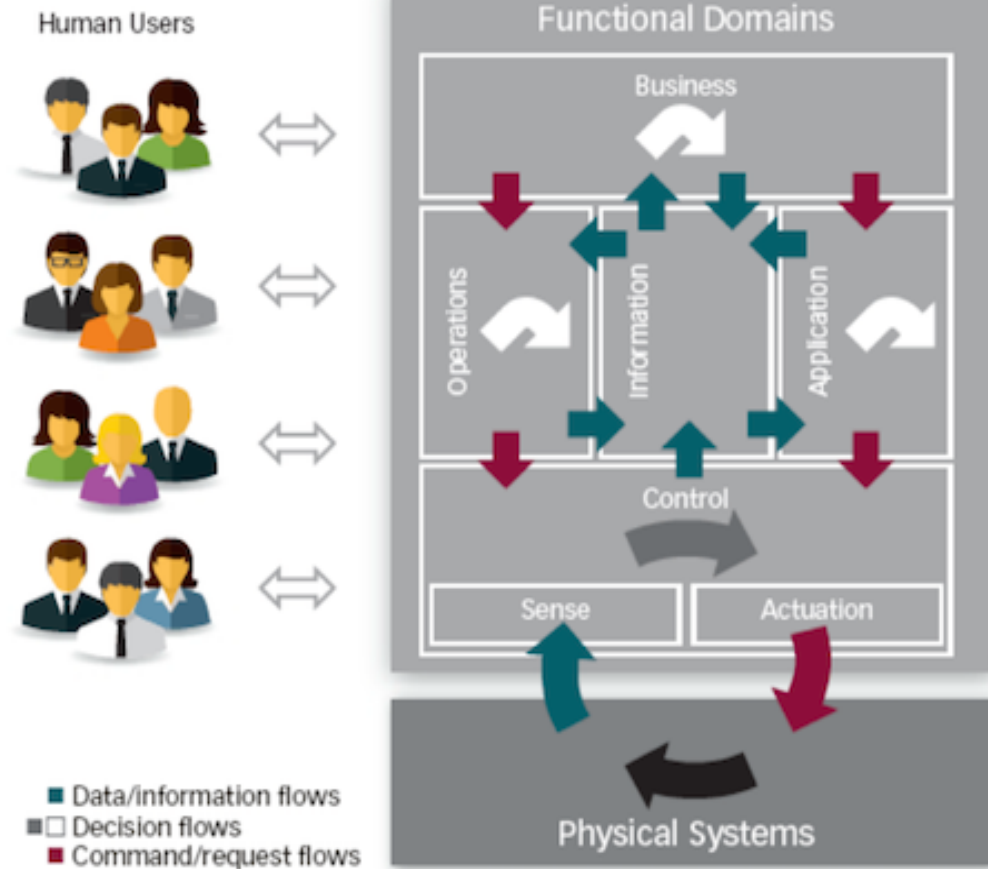 Human Users
Functional Domains
Business
Operations
Information
Application
Control
Sense
Actuation
Physical Systems
Data/information flows
Decision flows
Command/request flows